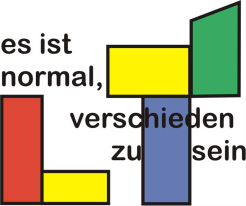 es ist
normal,
verschieden
zu sein